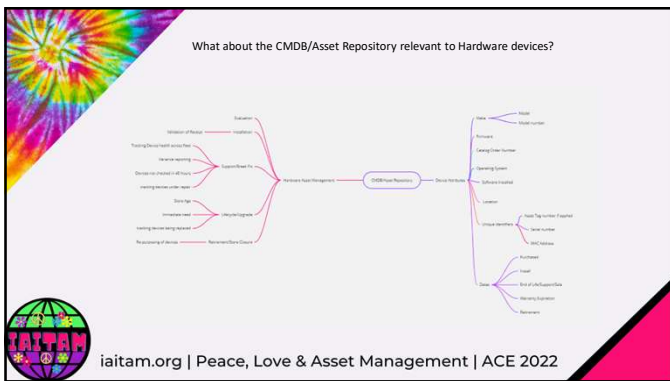 What about the CMDB/Asset Repository relevant to Hardware devices?
Evaluation
Validation of Receipt
Installation
Tracking Device health across fleet
Variance reporting
Devices not checked in 45 hours
tracking devices under repair
Support/Break Fix
Hardware Asset Management
Store Age
Immediate need
tracking devices being replaced
Lifecycle/Upgrade
Re-purposing of devices
Retirement/Store Closure
CMDB/Asset Repository
Device Attributes
Make
Model
Model number
Firmware
Catalog Order Number
Operating System
Software Installed
Location
Unique Identifiers
Asset Tag number if applied
Serial number
MAC Address
Dates
Purchased
Install
End of Life/Support/Sale
Warranty Expiration
Retirement
IAITAM
iaitam.org | Peace, Love & Asset Management | ACE 2022